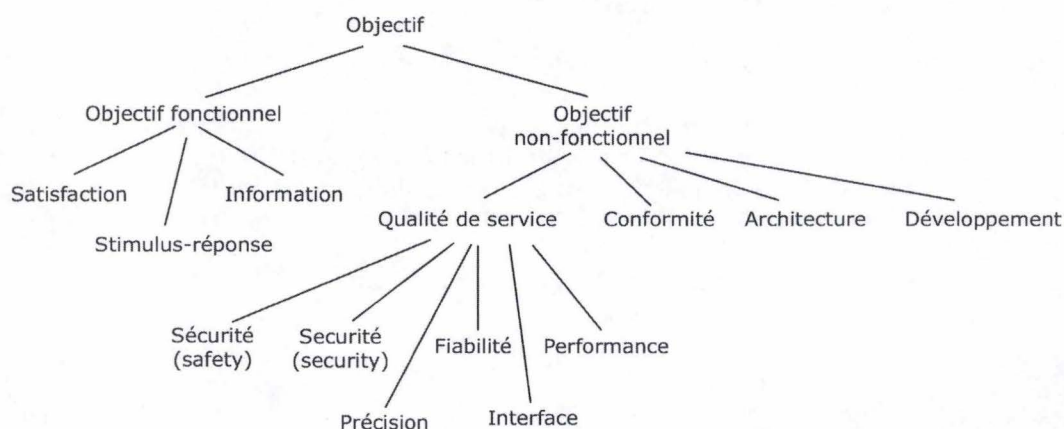 Objectif
Objectif fonctionnel
Objectif
non-fonctionnel
Satisfaction
Information
Stimulus-réponse
Qualité de service
Conformité
Architecture
Développement
Sécurité
(safety)
Securité
(security)
Fiabilité
Performance
Précision
Interface